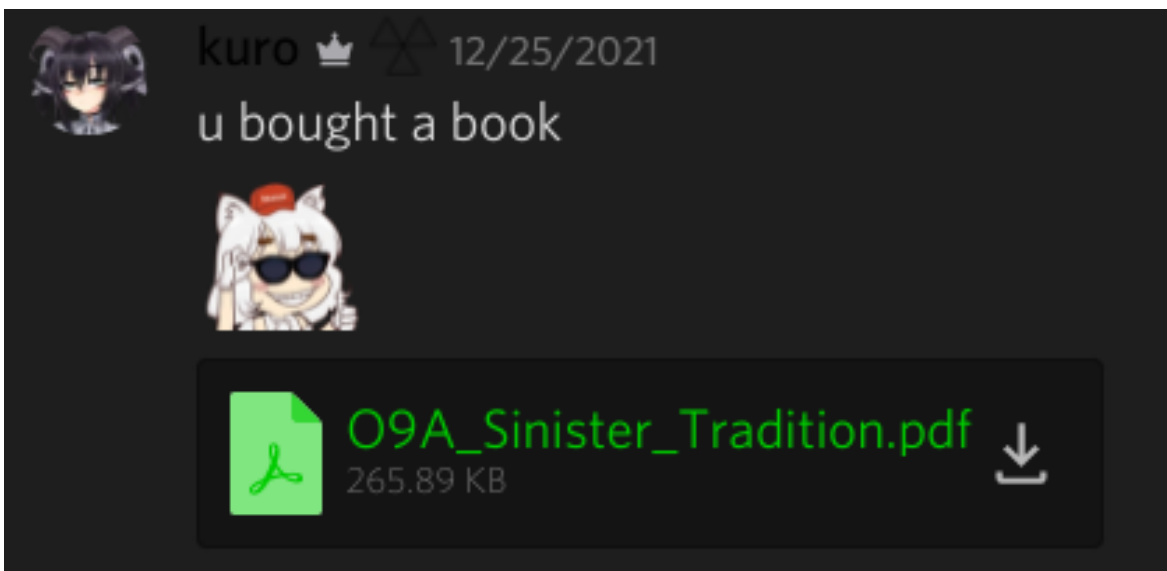 kuro 12/25/2021
u bought a book
O9A_Sinister_Tradition.pdf
265.89 KB